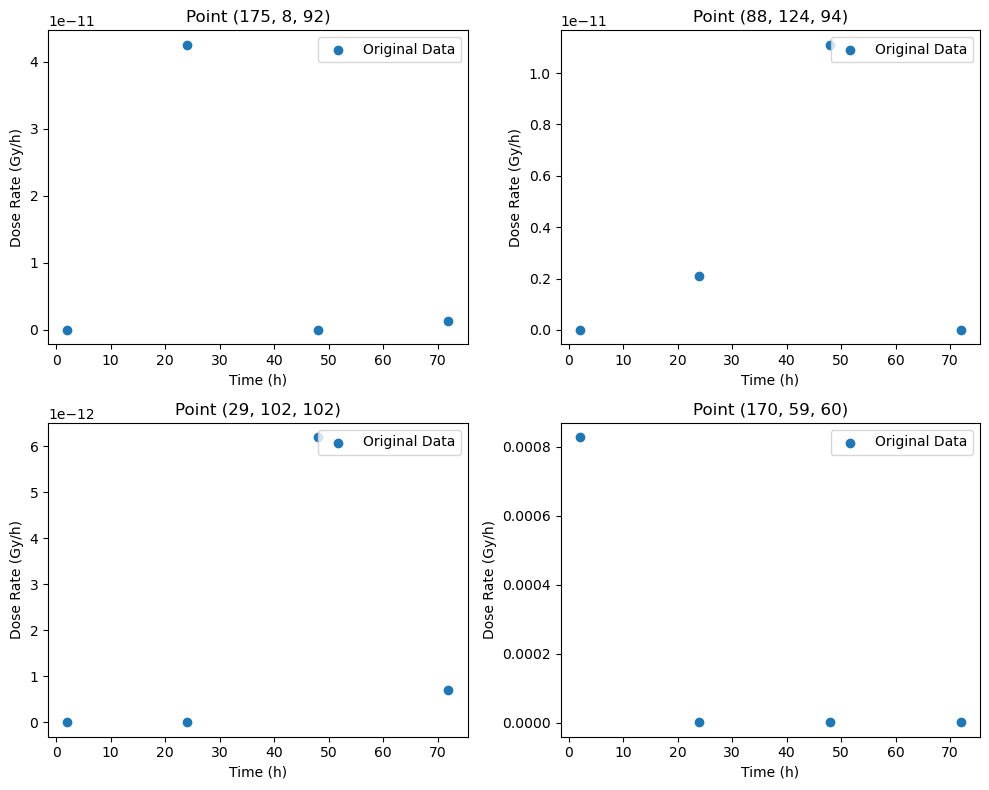 Point (175, 8, 92)
1e−11
Original Data
4
3
2
1
0
Dose Rate (Gy/h)
0 10 20 30 40 50 60 70
Time (h)
Point (88, 124, 94)
1e−11
Original Data
1.0
0.8
0.6
0.4
0.2
0.0
Dose Rate (Gy/h)
0 10 20 30 40 50 60 70
Time (h)
Point (29, 102, 102)
1e−12
Original Data
6
5
4
3
2
1
0
Dose Rate (Gy/h)
0 10 20 30 40 50 60 70
Time (h)
Point (170, 59, 60)
Original Data
0.0008
0.0006
0.0004
0.0002
0.0000
Dose Rate (Gy/h)
0 10 20 30 40 50 60 70
Time (h)